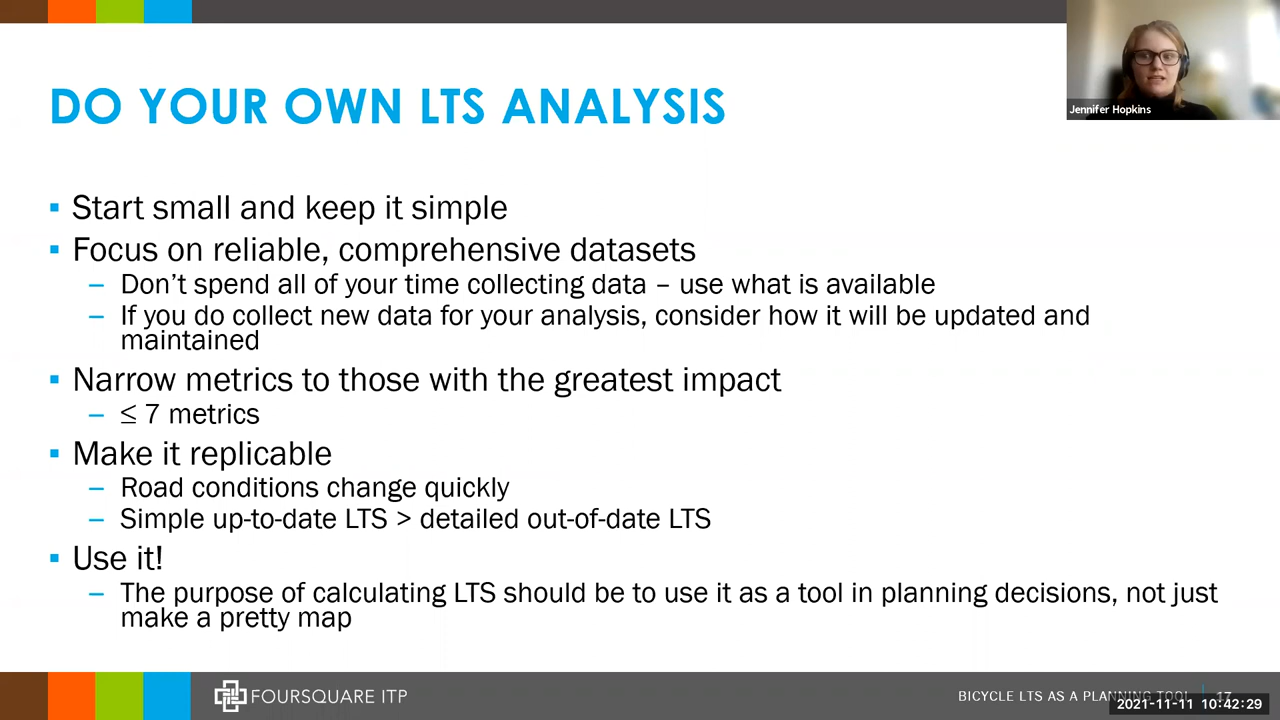 Jennifer Hopkins
DO YOUR OWN LTS ANALYSIS
▪ Start small and keep it simple
▪ Focus on reliable, comprehensive datasets
– Don’t spend all of your time collecting data – use what is available
– If you do collect new data for your analysis, consider how it will be updated and
maintained
▪ Narrow metrics to those with the greatest impact
– ≤ 7 metrics
▪ Make it replicable
– Road conditions change quickly
– Simple up-to-date LTS > detailed out-of-date LTS
▪ Use it!
– The purpose of calculating LTS should be to use it as a tool in planning decisions, not just
make a pretty map
FOURSQUARE ITP
BICYCLE LTS AS A PLANNING TOOL | 17
2021-11-11 10:42:29